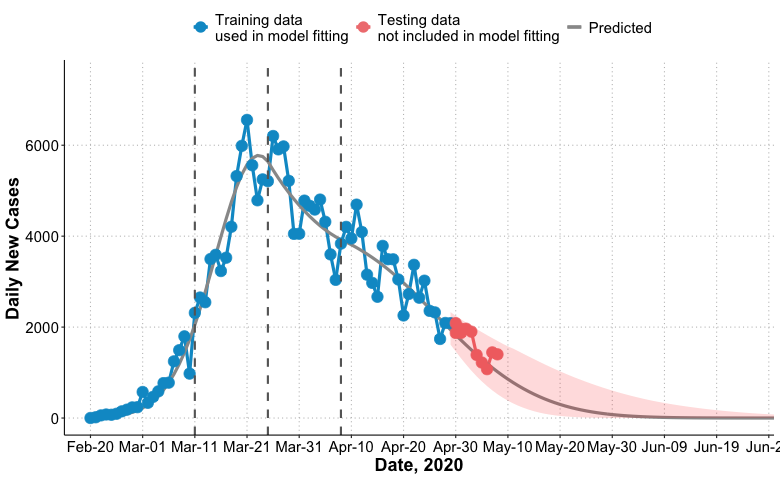 Training data
used in model fitting
Testing data
not included in model fitting
Predicted
Daily New Cases
6000
4000
2000
0
Feb-20 Mar-01 Mar-11 Mar-21 Mar-31 Apr-10 Apr-20 Apr-30 May-10 May-20 May-30 Jun-09 Jun-19 Jun-2
Date, 2020